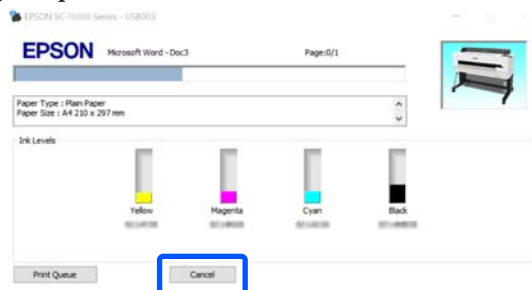 EPSON SC- Series - USB003
EPSON Microsoft Word - Doc3 Page:0/1
Paper Type : Plain Paper
Paper Size : A4 210 x 297 mm
Ink Levels
Yellow Magenta Cyan Black
Print Queue Cancel